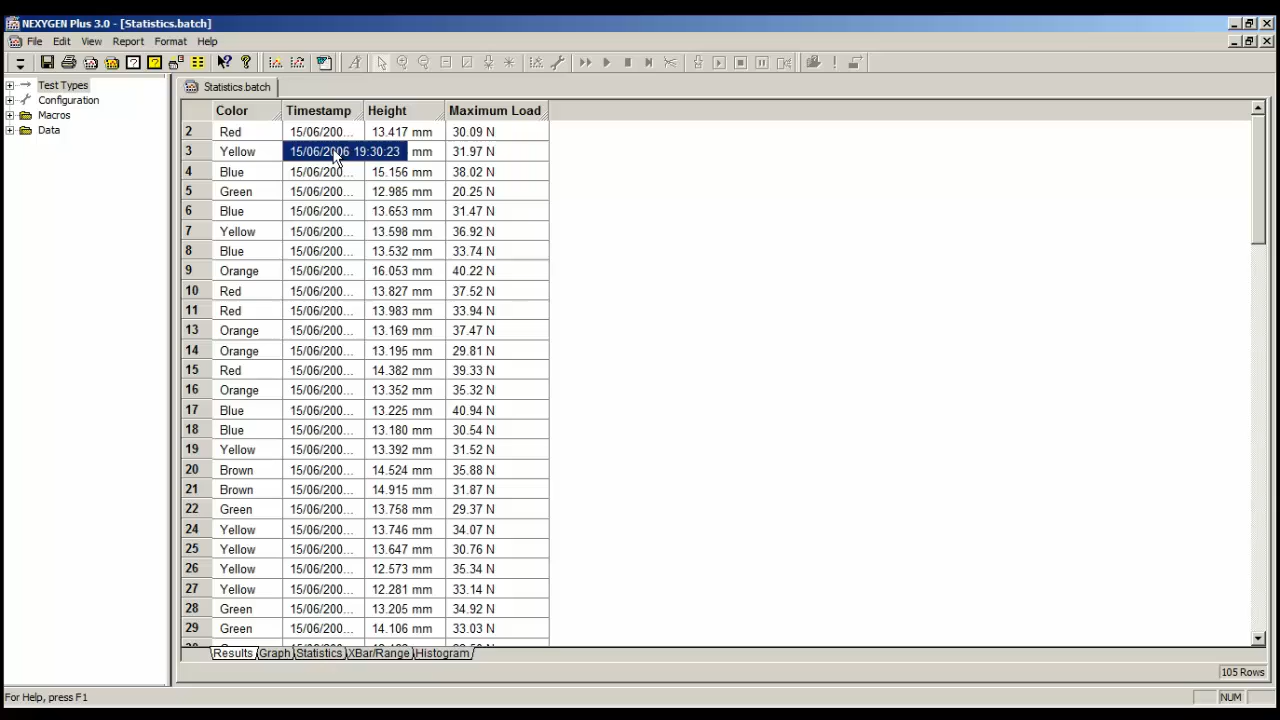 NEXYGEN Plus 3.0 - [Statistics.batch]
File Edit View Report Format Help
Test Types
Configuration
Macros
Data
Statistics.batch
Color Timestamp Height Maximum Load
2 Red 15/06/200... 13.417 mm 30.09 N
3 Yellow 15/06/2006 19:30:23 mm 31.97 N
4 Blue 15/06/200... 15.156 mm 38.02 N
5 Green 15/06/200... 12.985 mm 20.25 N
6 Blue 15/06/200... 13.653 mm 31.47 N
7 Yellow 15/06/200... 13.598 mm 36.92 N
8 Blue 15/06/200... 13.532 mm 33.74 N
9 Orange 15/06/200... 16.053 mm 40.22 N
10 Red 15/06/200... 13.827 mm 37.52 N
11 Red 15/06/200... 13.983 mm 33.94 N
13 Orange 15/06/200... 13.169 mm 37.47 N
14 Orange 15/06/200... 13.195 mm 29.81 N
15 Red 15/06/200... 14.382 mm 39.33 N
16 Orange 15/06/200... 13.352 mm 35.32 N
17 Blue 15/06/200... 13.225 mm 40.94 N
18 Blue 15/06/200... 13.180 mm 30.54 N
19 Yellow 15/06/200... 13.392 mm 31.52 N
20 Brown 15/06/200... 14.524 mm 35.88 N
21 Brown 15/06/200... 14.915 mm 31.87 N
22 Green 15/06/200... 13.758 mm 29.37 N
24 Yellow 15/06/200... 13.746 mm 34.07 N
25 Yellow 15/06/200... 13.647 mm 30.76 N
26 Yellow 15/06/200... 12.573 mm 35.34 N
27 Yellow 15/06/200... 12.281 mm 33.14 N
28 Green 15/06/200... 13.205 mm 34.92 N
29 Green 15/06/200... 14.106 mm 33.03 N
Results Graph Statistics XBar/Range Histogram
105 Rows
For Help, press F1
NUM